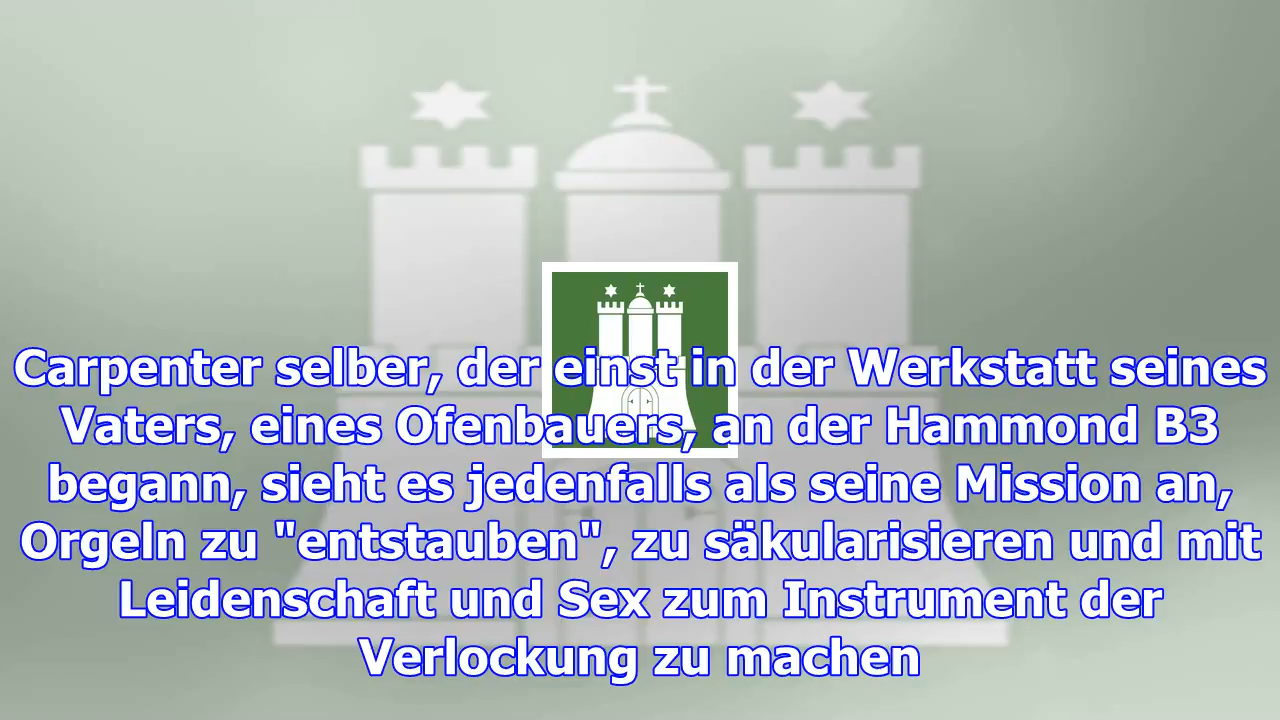 Carpenter selber, der einst in der Werkstatt seines
Vaters, eines Ofenbauers, an der Hammond B3
begann, sieht es jedenfalls als seine Mission an,
Orgeln zu "entstauben", zu säkularisieren und mit
Leidenschaft und Sex zum Instrument der
Verlockung zu machen